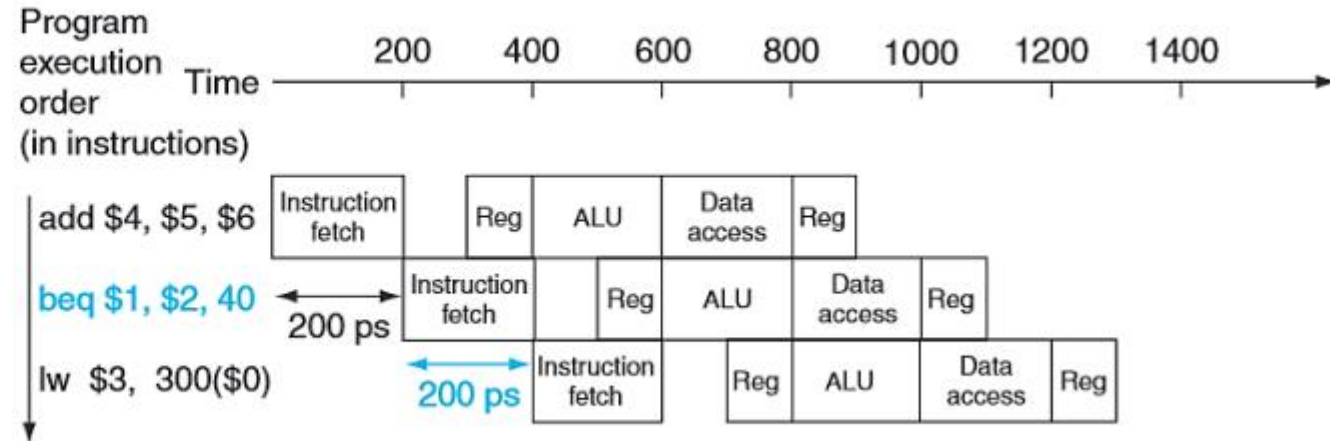 Program
execution
order
(in instructions)
Time
200 400 600 800 1000 1200 1400
add $4, $5, $6
Instruction
fetch
Reg
ALU
Data
access
Reg
beq $1, $2, 40
200 ps
Instruction
fetch
Reg
ALU
Data
access
Reg
lw $3, 300($0)
200 ps
Instruction
fetch
Reg
ALU
Data
access
Reg